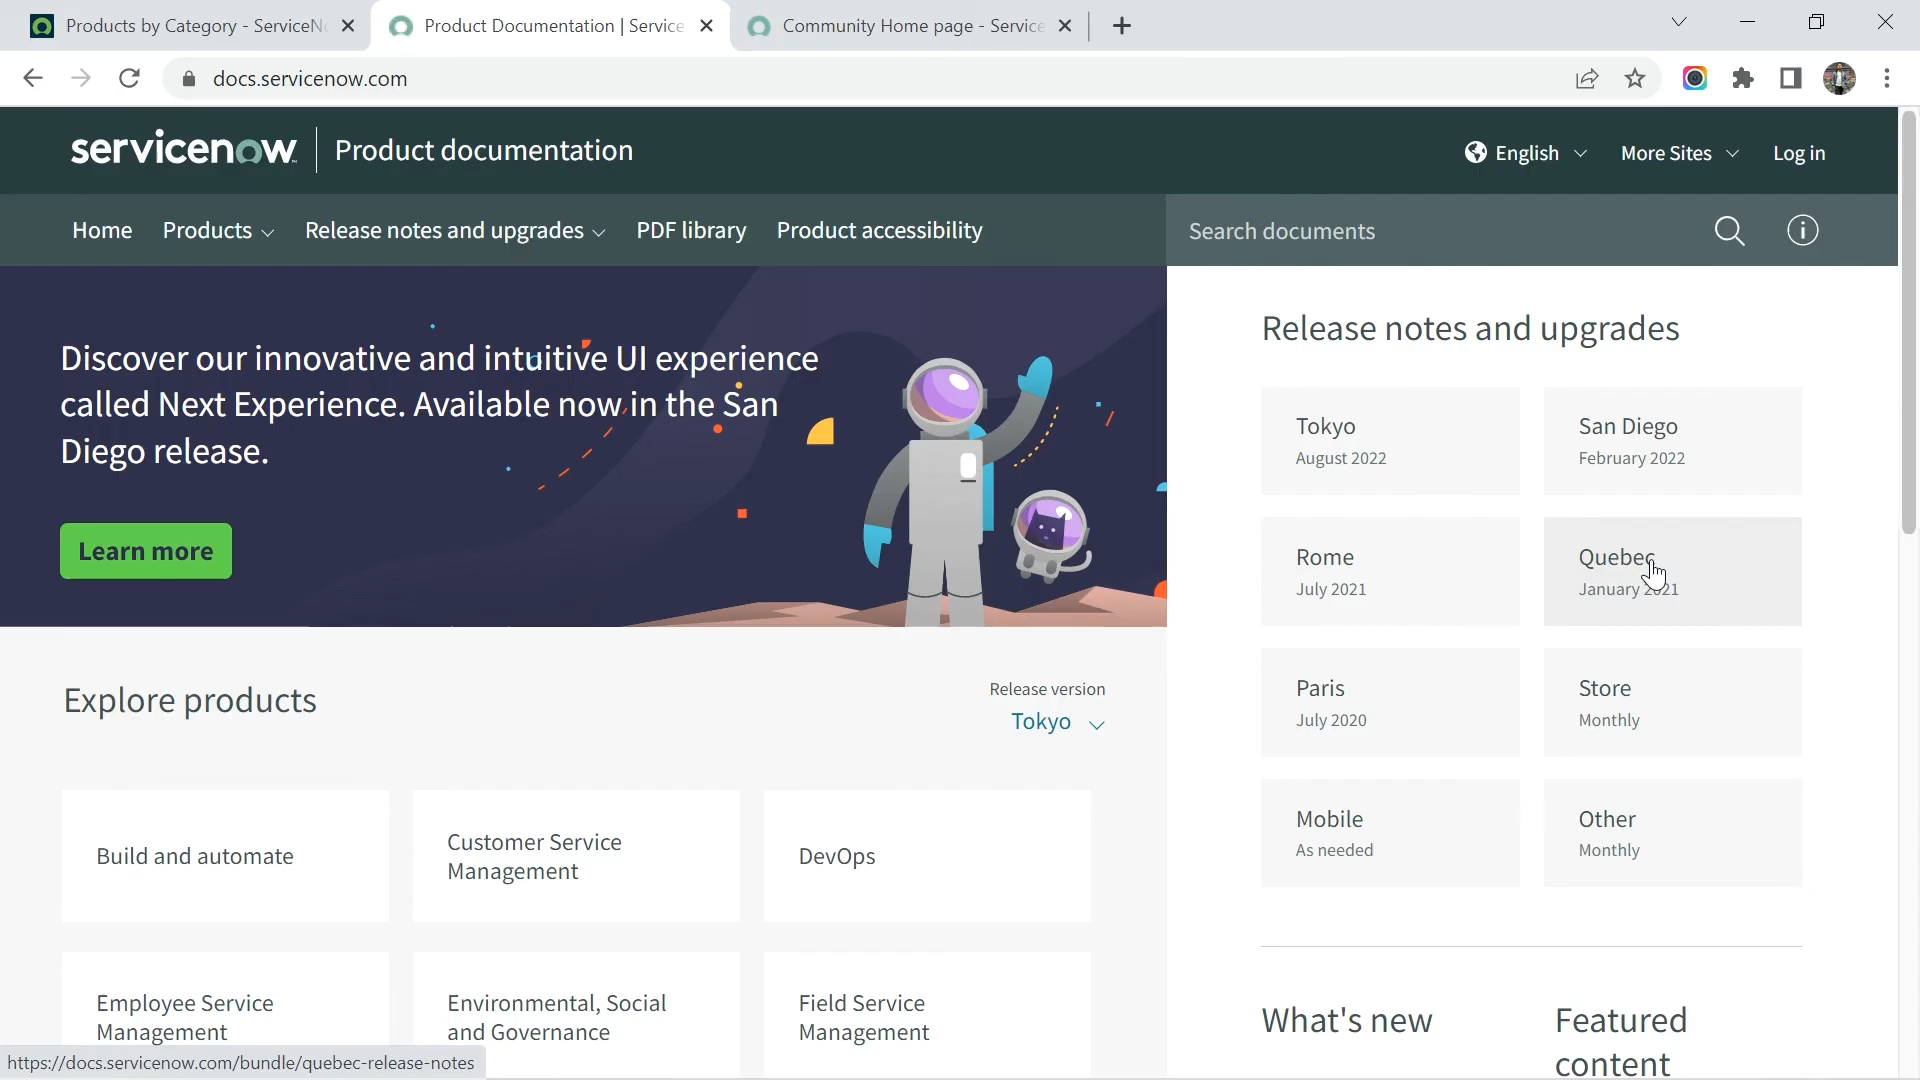 Products by Category - ServiceN
Product Documentation | Service
Community Home page - Service
docs.servicenow.com
servicenow
Product documentation
English
More Sites
Log in
Home
Products
Release notes and upgrades
PDF library
Product accessibility
Search documents
Discover our innovative and intuitive UI experience
called Next Experience. Available now in the San
Diego release.
Learn more
Release notes and upgrades
Tokyo
August 2022
San Diego
February 2022
Rome
July 2021
Quebec
January 2021
Paris
July 2020
Store
Monthly
Mobile
As needed
Other
Monthly
Explore products
Release version
Tokyo
Build and automate
Customer Service
Management
DevOps
Employee Service
Management
Environmental, Social
and Governance
Field Service
Management
What's new
Featured
content
https://docs.servicenow.com/bundle/quebec-release-notes